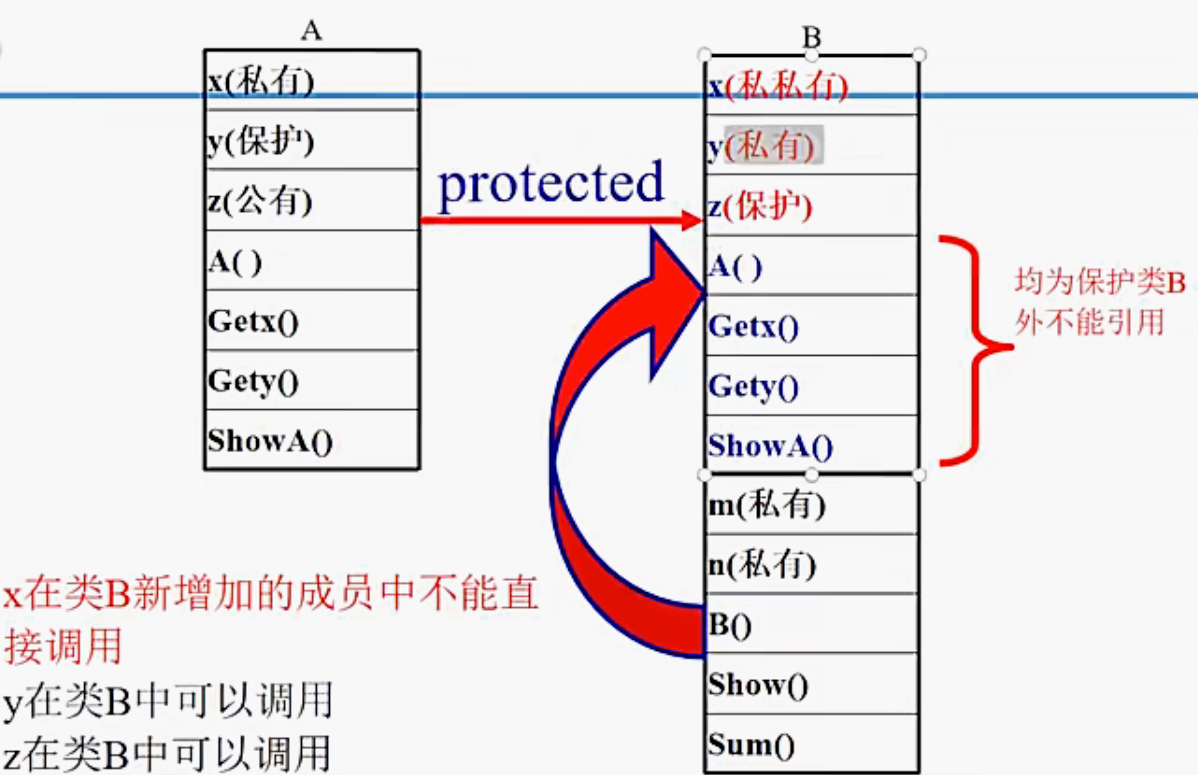 A
x(私有)
y(保护)
z(公有)
A( )
Getx()
Gety()
ShowA()
protected
B
x(私私有)
y(私有)
z(保护)
A( )
Getx()
Gety()
ShowA()
m(私有)
n(私有)
B()
Show()
Sum()
均为保护类B
外不能引用
x在类B新增加的成员中不能直
接调用
y在类B中可以调用
z在类B中可以调用